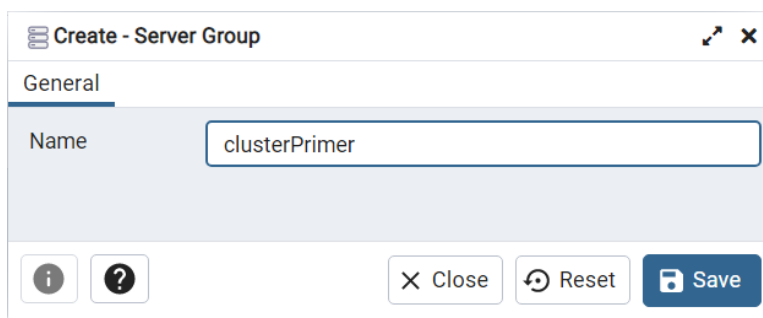 Create - Server Group
General
Name
clusterPrimer
Close
Reset
Save